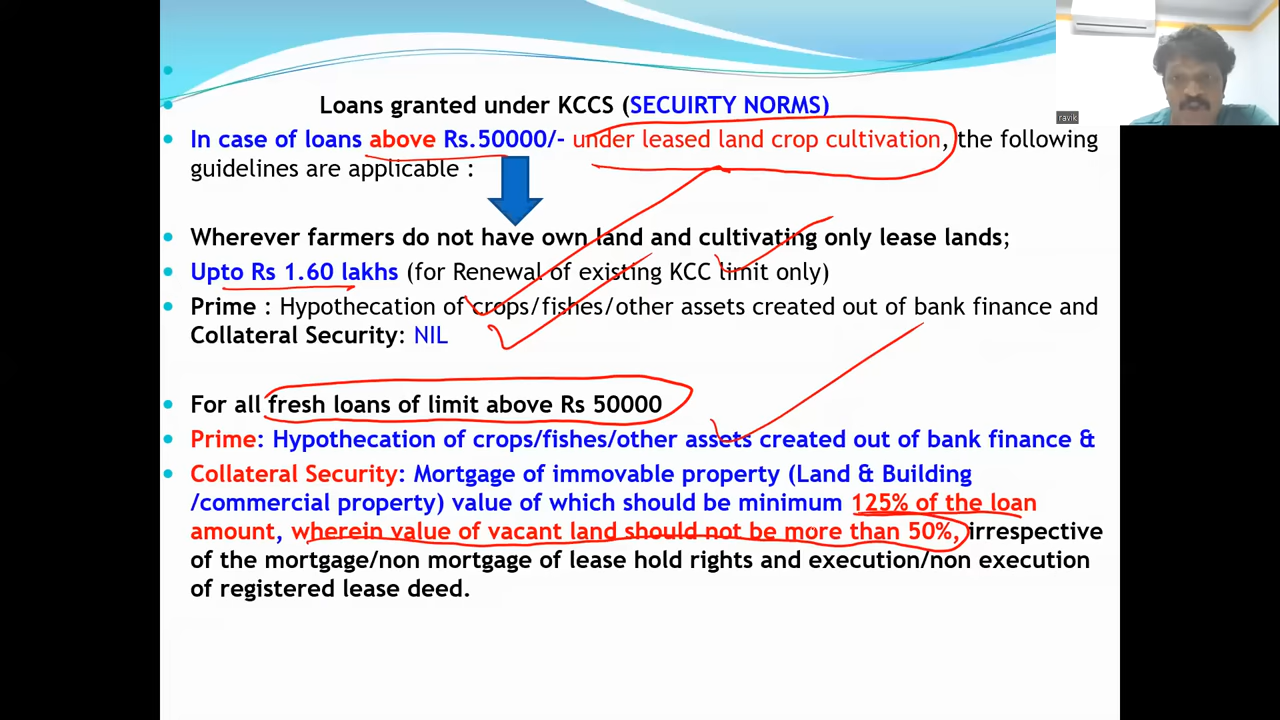 Loans granted under KCCS (SECUIRTY NORMS)
In case of loans above Rs.50000/- under leased land crop cultivation, the following
guidelines are applicable :
Wherever farmers do not have own land and cultivating only lease lands;
Upto Rs 1.60 lakhs (for Renewal of existing KCC limit only)
Prime : Hypothecation of crops/fishes/other assets created out of bank finance and
Collateral Security: NIL
For all fresh loans of limit above Rs 50000
Prime: Hypothecation of crops/fishes/other assets created out of bank finance &
Collateral Security: Mortgage of immovable property (Land & Building
/commercial property) value of which should be minimum 125% of the loan
amount, wherein value of vacant land should not be more than 50%, irrespective
of the mortgage/non mortgage of lease hold rights and execution/non execution
of registered lease deed.
ravik